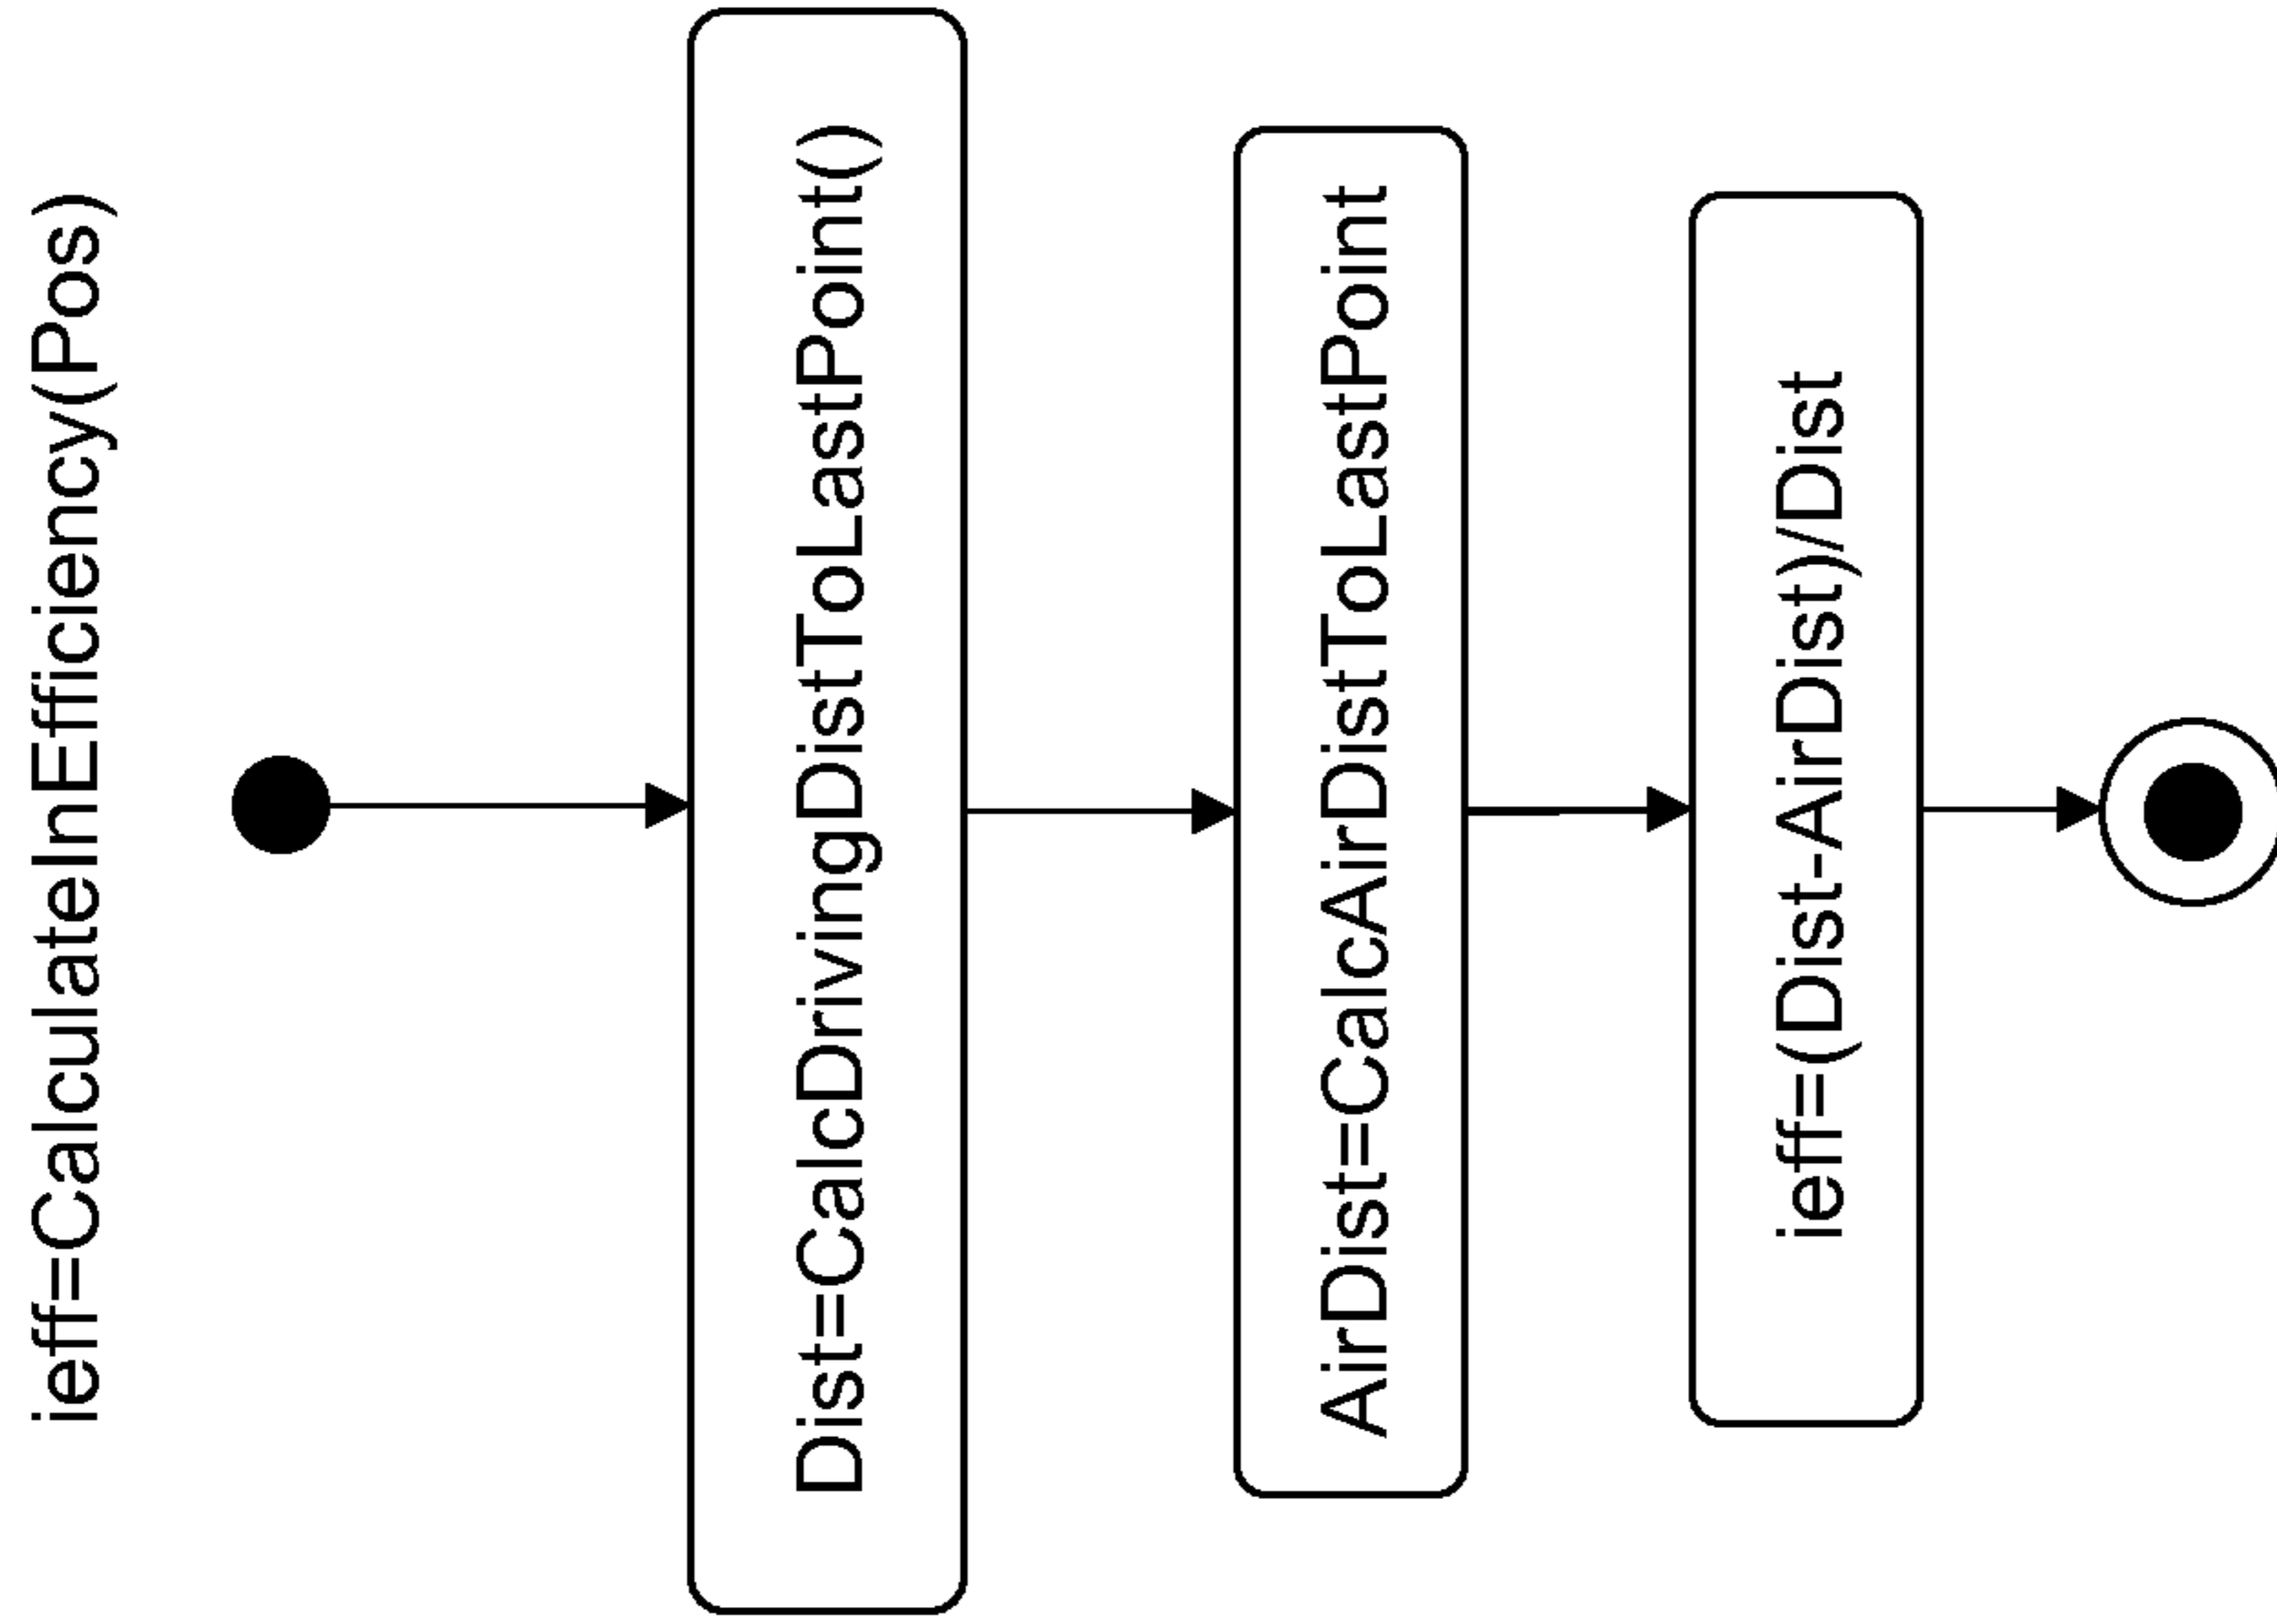 ieff=CalculateInEfficiency(Pos)
Dist=CalcDrivingDistToLastPoint()
AirDist=CalcAirDistToLastPoint
ieff=(Dist-AirDist)/Dist